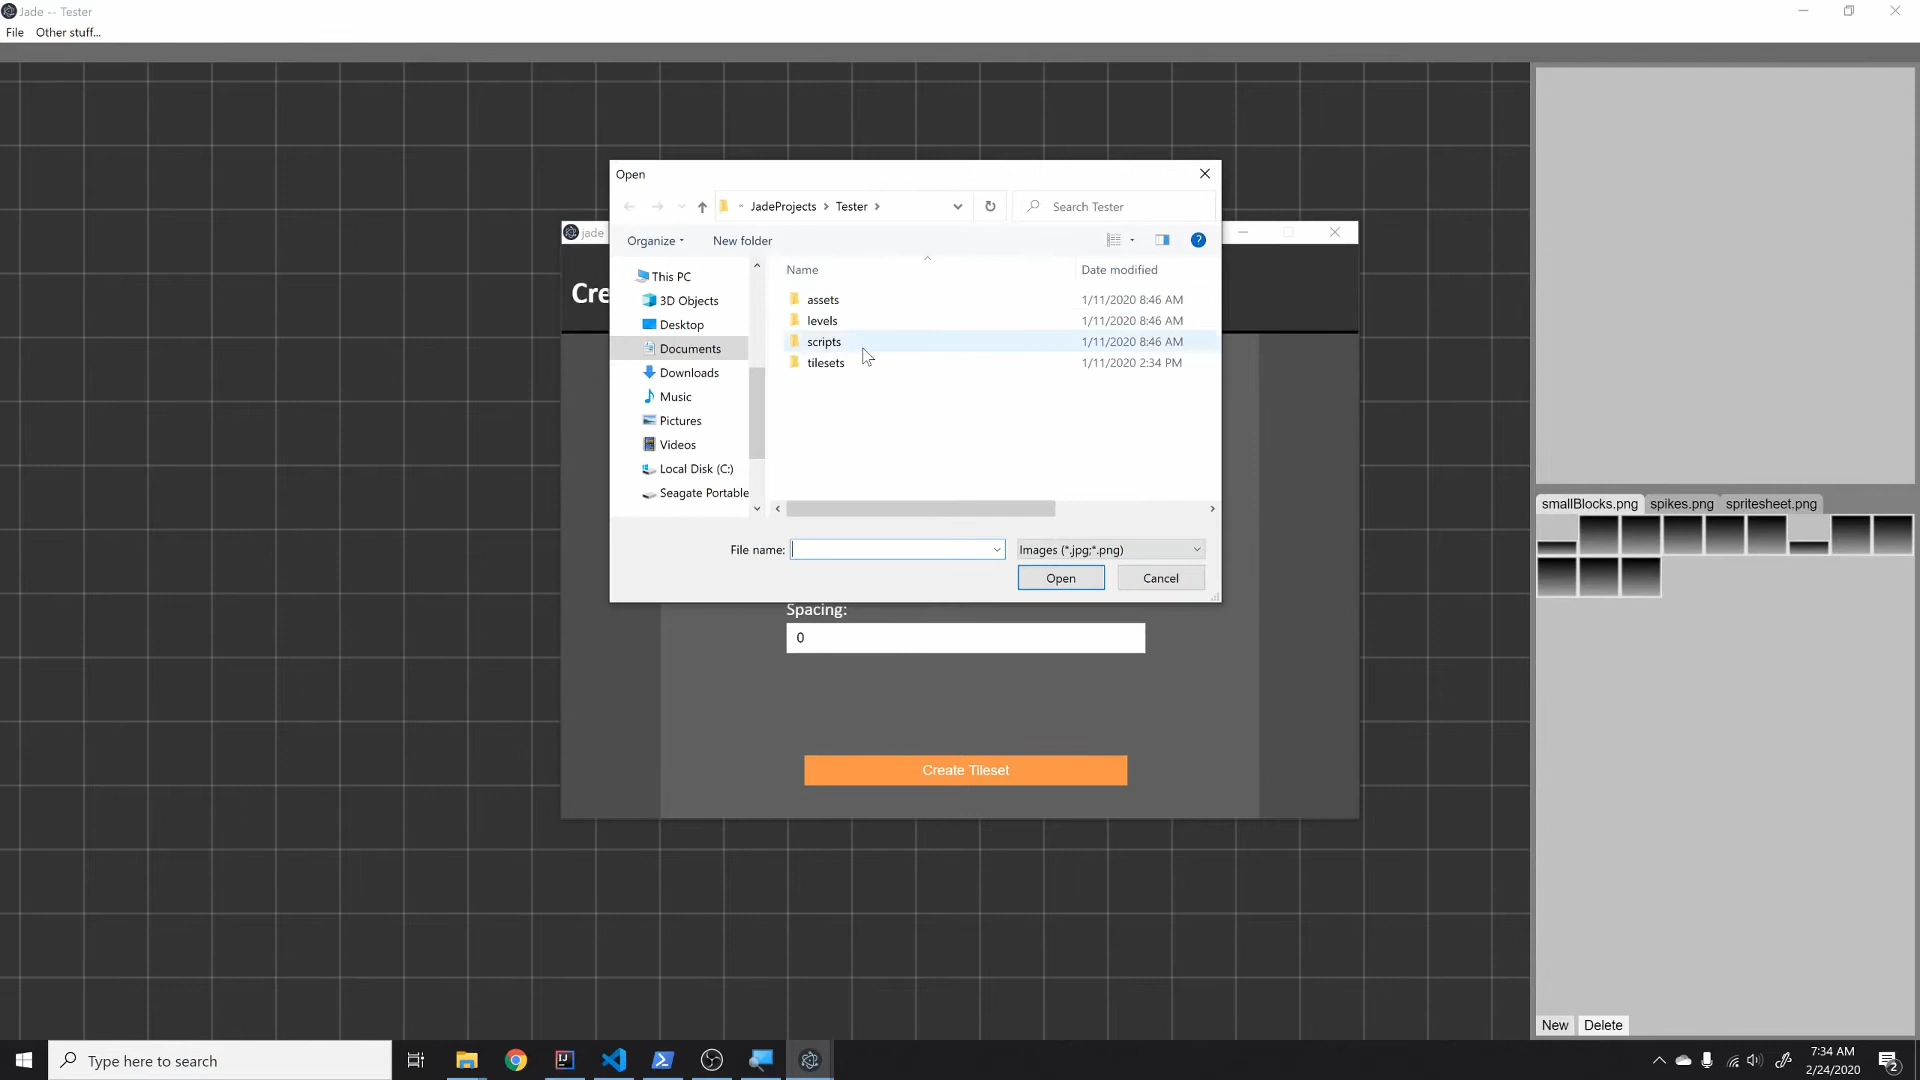 Jade -- Tester
File Other stuff...
Open
JadeProjects > Tester >
Search Tester
jade
Organize
New folder
Cre
This PC
3D Objects
Desktop
Documents
Downloads
Music
Pictures
Videos
Local Disk (C:)
Seagate Portable
Name Date modified
assets 1/11/2020 8:46 AM
levels 1/11/2020 8:46 AM
scripts 1/11/2020 8:46 AM
tilesets 1/11/2020 2:34 PM
File name:
Images (*.jpg;*.png)
Open Cancel
Spacing:
0
Create Tileset
smallBlocks.png spikes.png spritesheet.png
New Delete
Type here to search
7:34 AM
2/24/2020
2